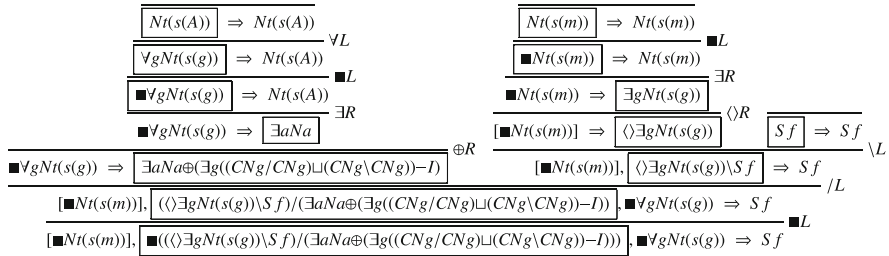 Nt(s(A)) ⇒ Nt(s(A)) Nt(s(m)) ⇒ Nt(s(m))
∀L ■L
∀gNt(s(g)) ⇒ Nt(s(A)) ■Nt(s(m)) ⇒ Nt(s(m))
■L ∃R
■∀gNt(s(g)) ⇒ Nt(s(A)) ■Nt(s(m)) ⇒ ∃gNt(s(g))
∃R ⟨⟩R
■∀gNt(s(g)) ⇒ ∃aNa [■Nt(s(m))] ⇒ ⟨⟩∃gNt(s(g)) Sf ⇒ Sf
⊕R \L
■∀gNt(s(g)) ⇒ ∃aNa⊕(∃g((CNg/CNg)⊔(CNg\CNg))−I) [■Nt(s(m))], ⟨⟩∃gNt(s(g))\Sf ⇒ Sf
/L
[■Nt(s(m))], ((⟨⟩∃gNt(s(g))\Sf)/(∃aNa⊕(∃g((CNg/CNg)⊔(CNg\CNg))−I)), ■∀gNt(s(g)) ⇒ Sf
■L
[■Nt(s(m))], ■((⟨⟩∃gNt(s(g))\Sf)/(∃aNa⊕(∃g((CNg/CNg)⊔(CNg\CNg))−I))), ■∀gNt(s(g)) ⇒ Sf